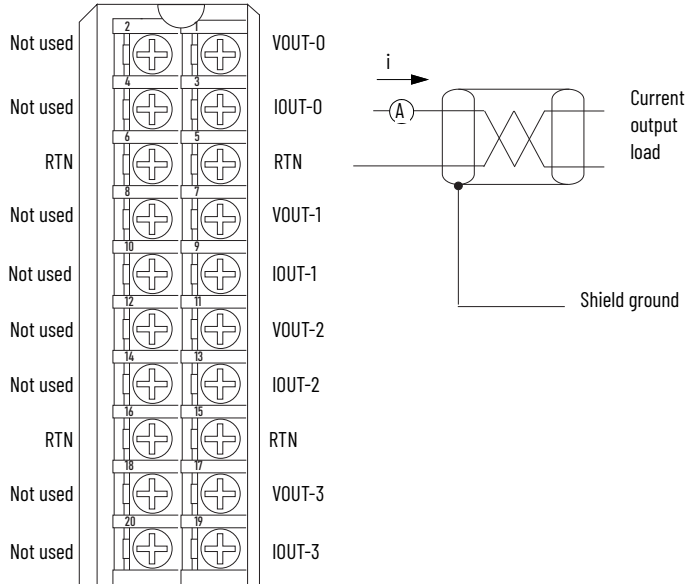 Not used 2 1 VOUT-0
Not used 4 3 IOUT-0
RTN 6 5 RTN
Not used 8 7 VOUT-1
Not used 10 9 IOUT-1
Not used 12 11 VOUT-2
Not used 14 13 IOUT-2
RTN 16 15 RTN
Not used 18 17 VOUT-3
Not used 20 19 IOUT-3
i
A
Current
output
load
Shield ground